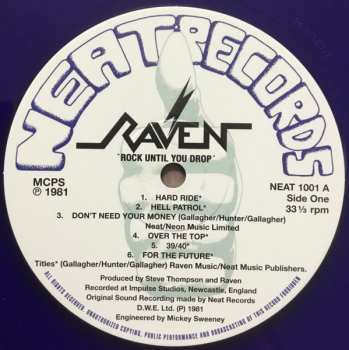 NEAT RECORDS
RAVEN
"ROCK UNTIL YOU DROP"
MCPS
℗ 1981
NEAT 1001 A
Side One
33 ⅓ rpm
1. HARD RIDE*
2. HELL PATROL*
3. DON'T NEED YOUR MONEY (Gallagher/Hunter/Gallagher)
Neat/Neon Music Limited
4. OVER THE TOP*
5. 39/40*
6. FOR THE FUTURE*
Titles* (Gallagher/Hunter/Gallagher) Raven Music/Neat Music Publishers.
Produced by Steve Thompson and Raven
Recorded at Impulse Studios, Newcastle, England
Original Sound Recording made by Neat Records
D.W.E. Ltd. ℗ 1981
Engineered by Mickey Sweeney
ALL RIGHTS RESERVED. UNAUTHORISED COPYING, PUBLIC PERFORMANCE AND BROADCASTING OF THIS RECORD FORBIDDEN